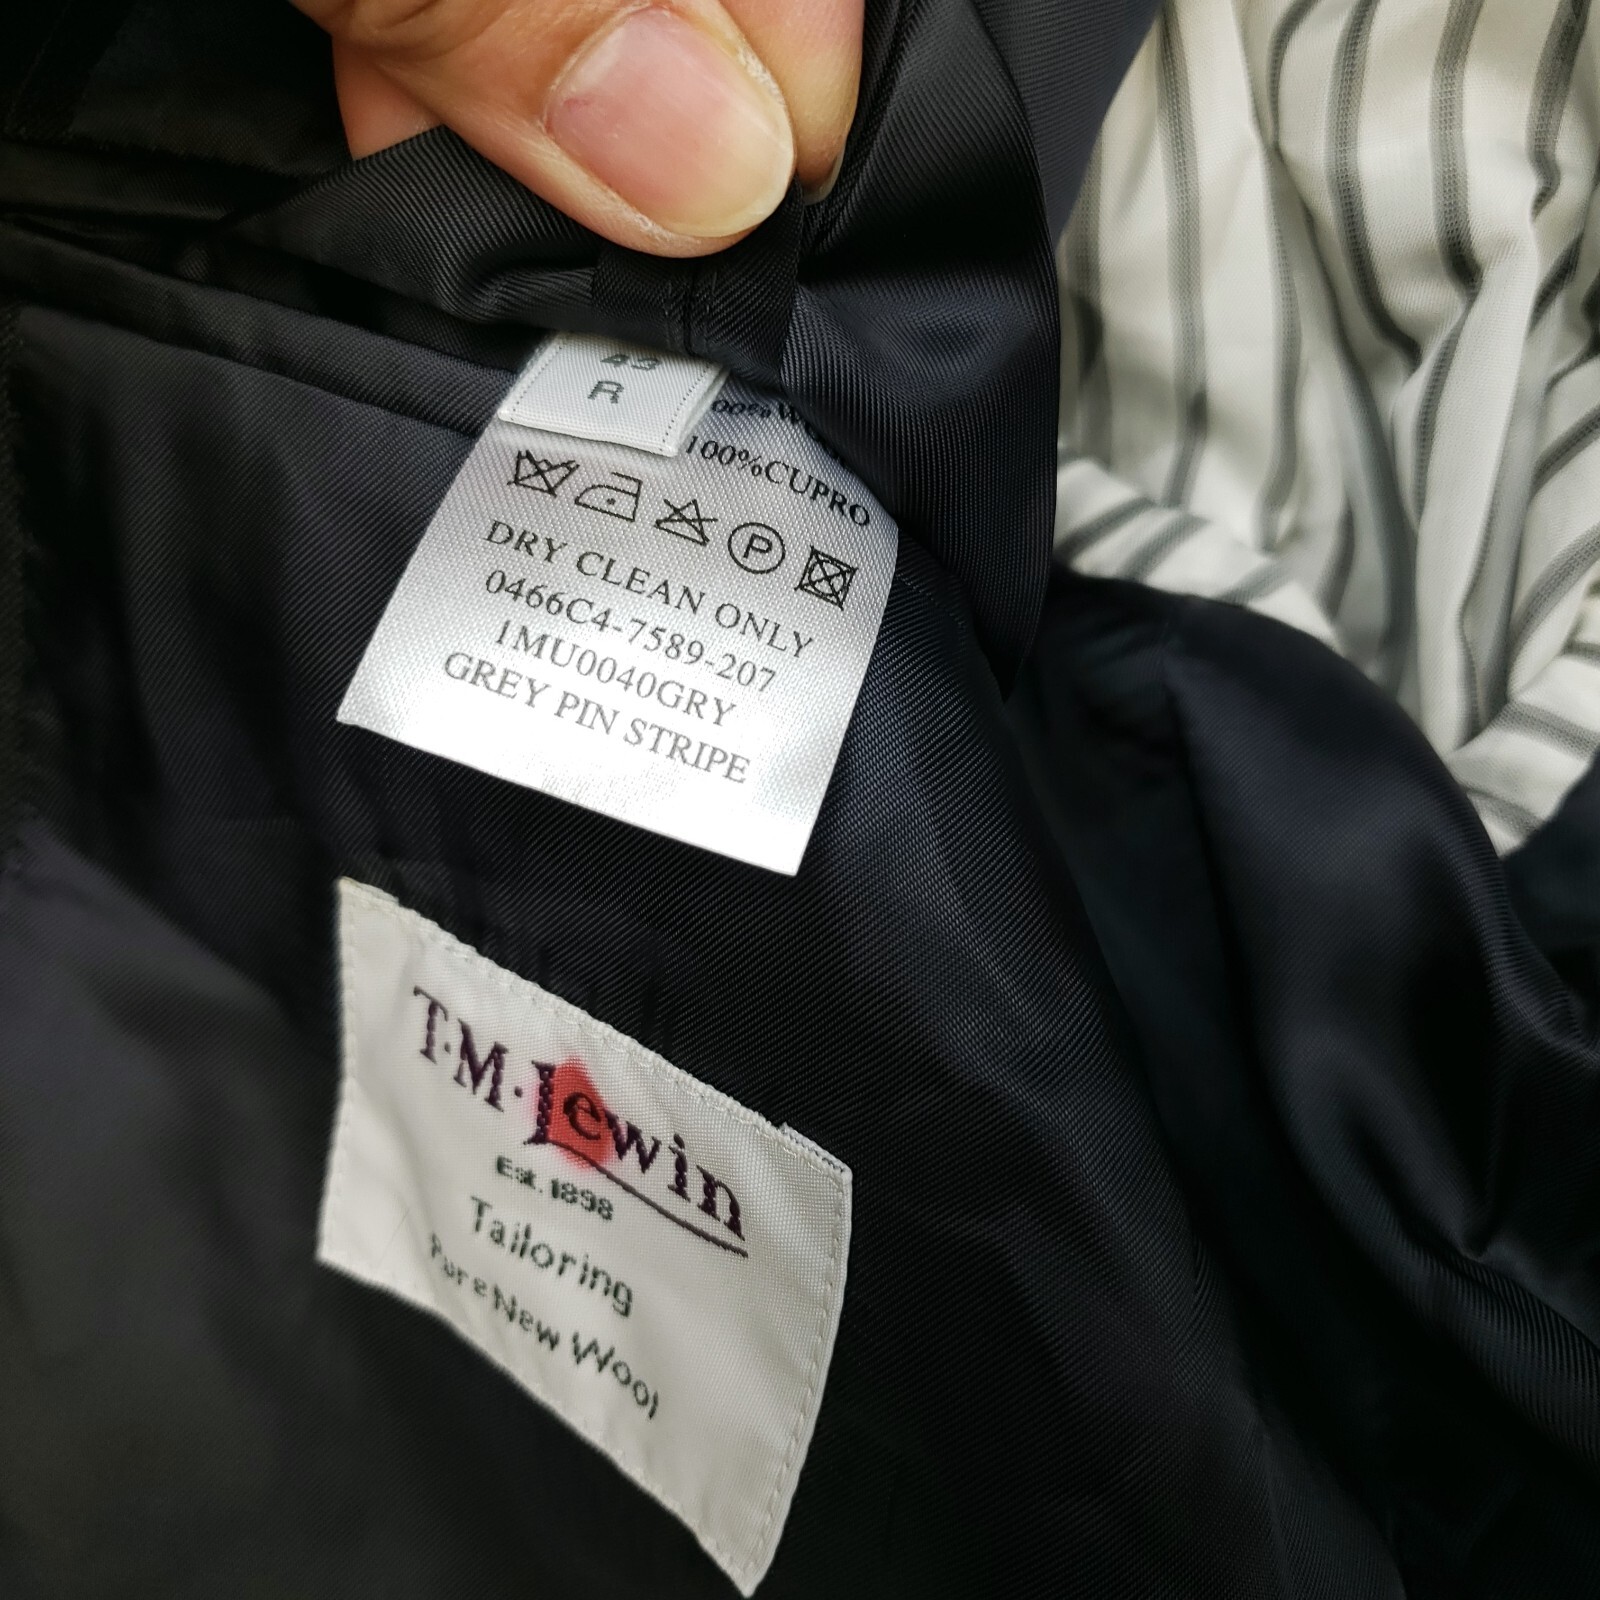 R
100%CUPRO
P
DRY CLEAN ONLY
0466C4-7589-207
1MU0040GRY
GREY PIN STRIPE
T·M·Lewin
Est. 1898
Tailoring
Pure New Wool